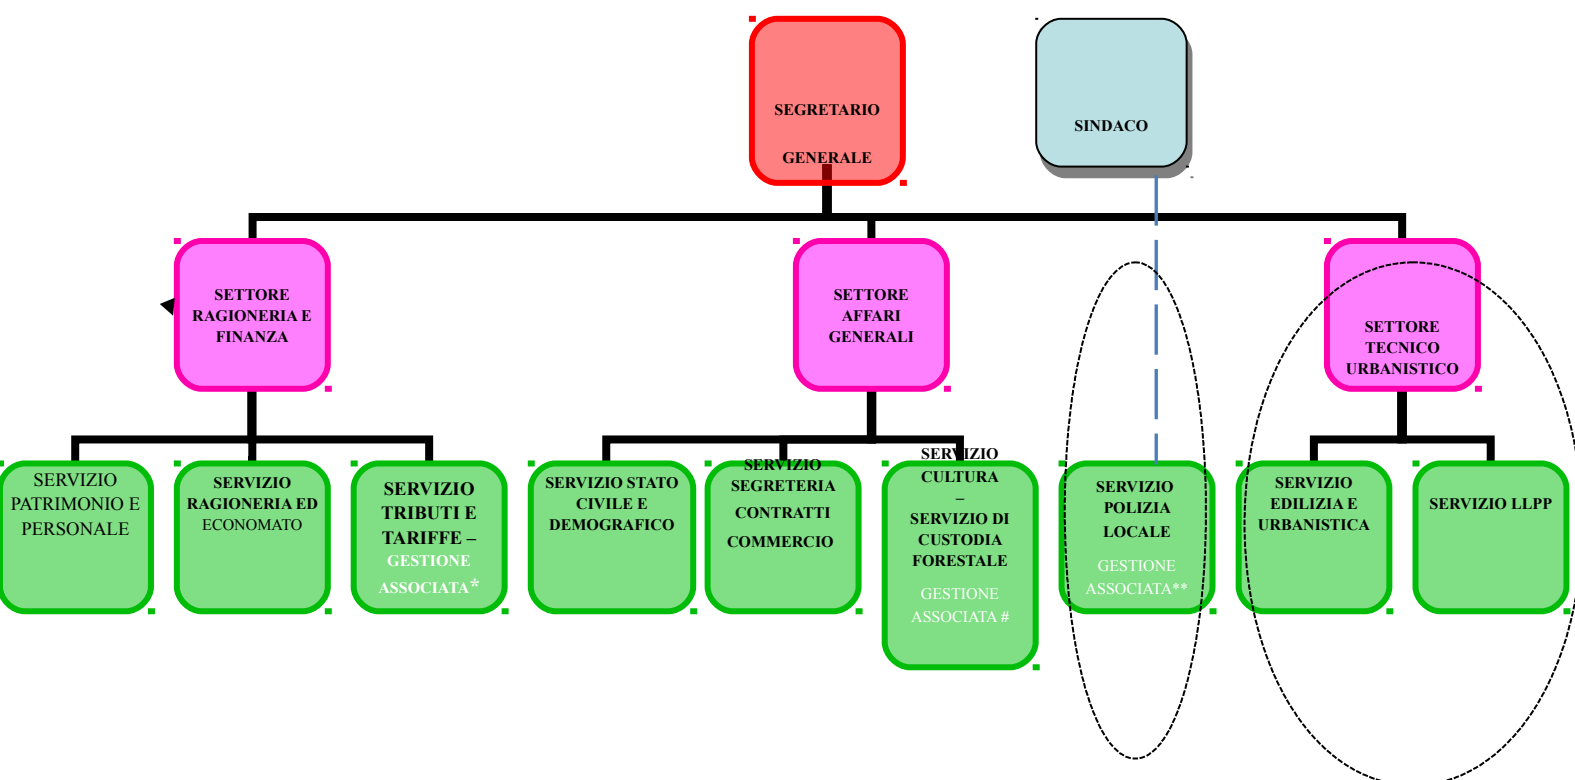 SEGRETARIO
GENERALE
SINDACO
SETTORE
RAGIONERIA E
FINANZA
SETTORE
AFFARI
GENERALI
SETTORE
TECNICO
URBANISTICO
SERVIZIO
PATRIMONIO E
PERSONALE
SERVIZIO
RAGIONERIA ED
ECONOMATO
SERVIZIO
TRIBUTI E
TARIFFE –
GESTIONE
ASSOCIATA*
SERVIZIO STATO
CIVILE E
DEMOGRAFICO
SERVIZIO
SEGRETERIA
CONTRATTI
COMMERCIO
SERVIZIO
CULTURA
–
SERVIZIO DI
CUSTODIA
FORESTALE
GESTIONE
ASSOCIATA #
SERVIZIO
POLIZIA
LOCALE
GESTIONE
ASSOCIATA**
SERVIZIO
EDILIZIA E
URBANISTICA
SERVIZIO LLPP